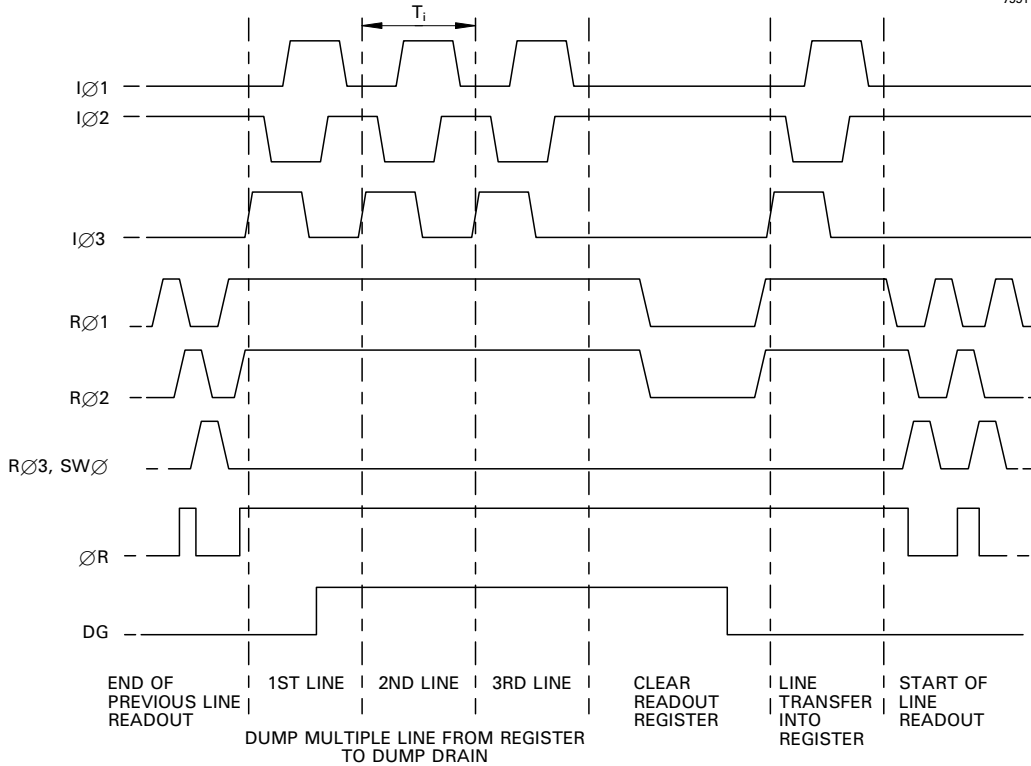 Tᵢ
IØ1
IØ2
IØ3
RØ1
RØ2
RØ3, SWØ
ØR
DG
END OF
PREVIOUS LINE
READOUT
1ST LINE
2ND LINE
3RD LINE
DUMP MULTIPLE LINE FROM REGISTER
TO DUMP DRAIN
CLEAR
READOUT
REGISTER
LINE
TRANSFER
INTO
REGISTER
START OF
LINE
READOUT